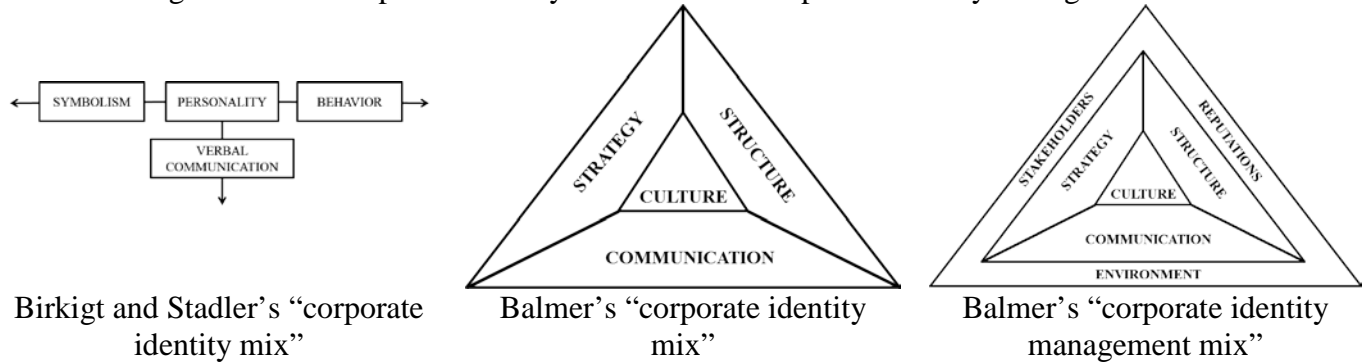 SYMBOLISM
PERSONALITY
BEHAVIOR
VERBAL
COMMUNICATION
Birkigt and Stadler's “corporate
identity mix”
STRATEGY
STRUCTURE
CULTURE
COMMUNICATION
Balmer's “corporate identity
mix”
STAKEHOLDERS
REPUTATIONS
STRATEGY
STRUCTURE
CULTURE
COMMUNICATION
ENVIRONMENT
Balmer's “corporate identity
management mix”